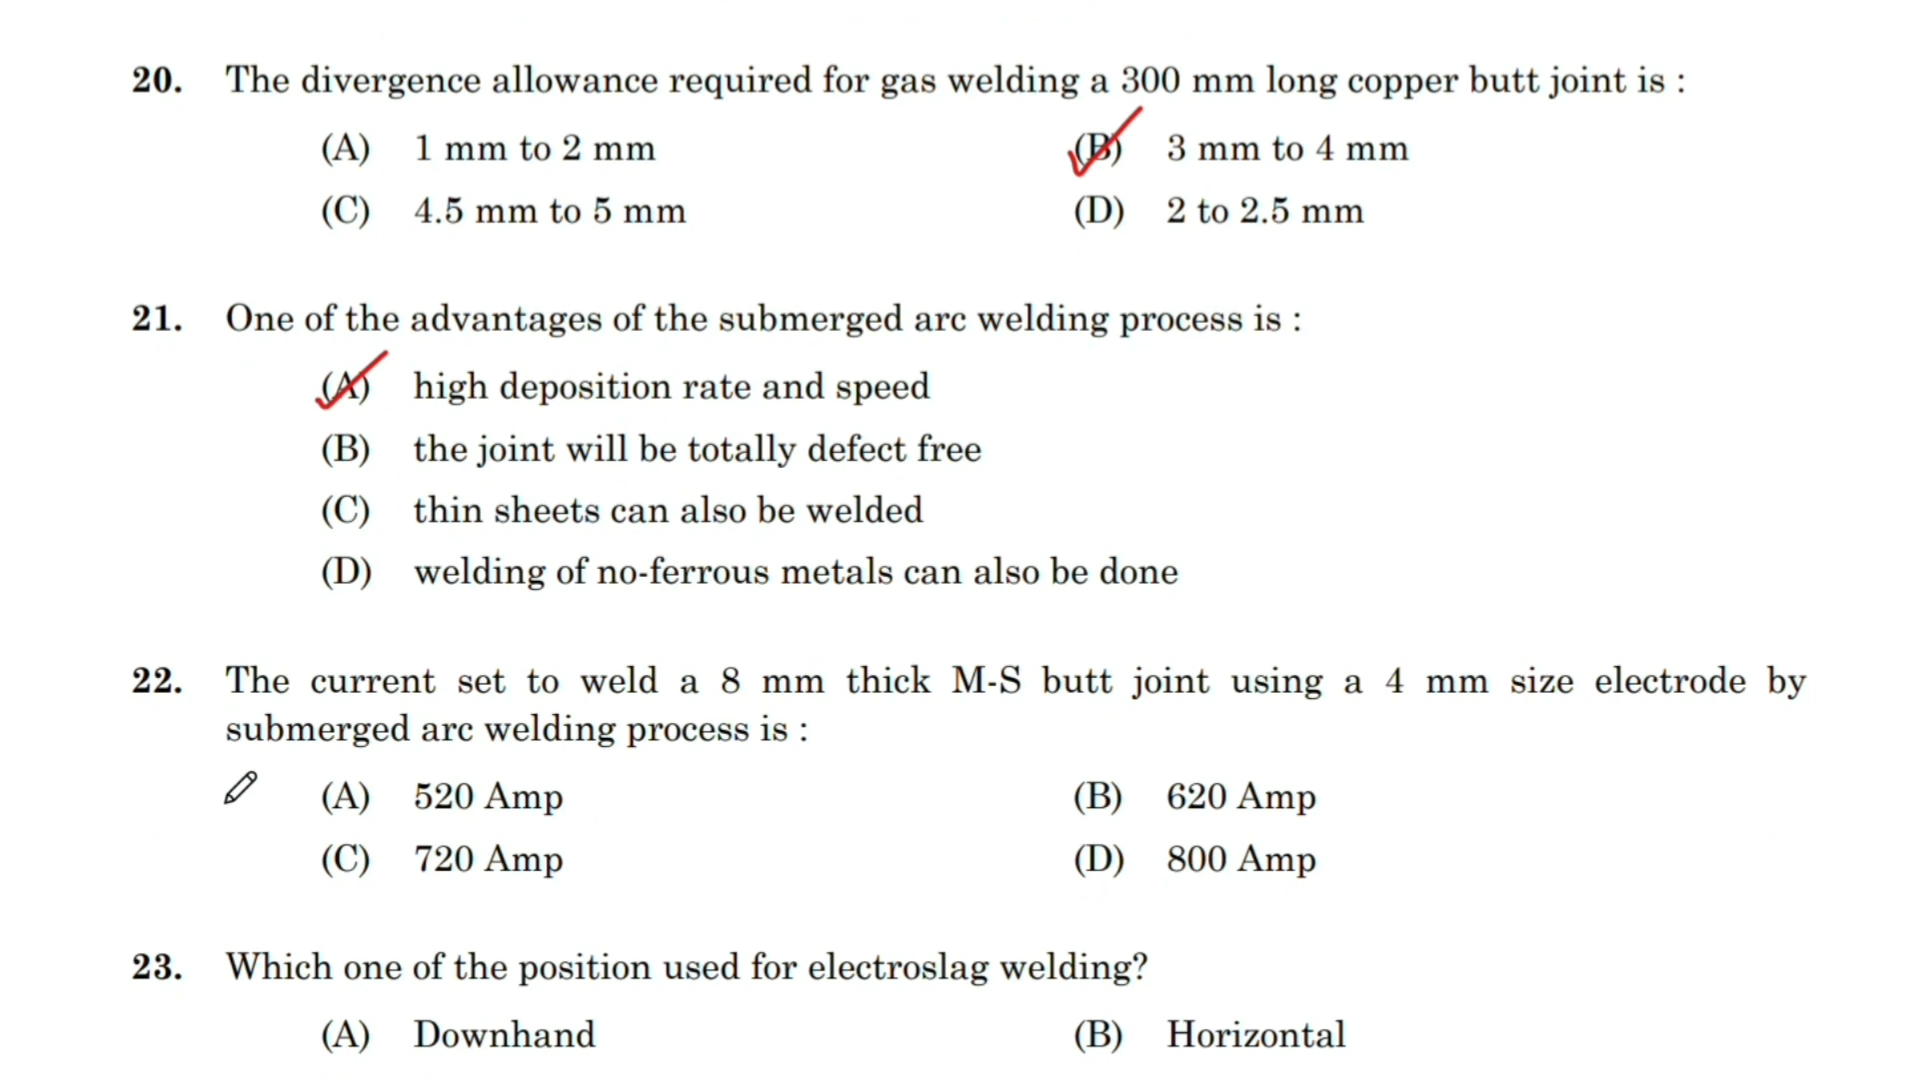 20. The divergence allowance required for gas welding a 300 mm long copper butt joint is :
(A) 1 mm to 2 mm (B) 3 mm to 4 mm
(C) 4.5 mm to 5 mm (D) 2 to 2.5 mm
21. One of the advantages of the submerged arc welding process is :
(A) high deposition rate and speed
(B) the joint will be totally defect free
(C) thin sheets can also be welded
(D) welding of no-ferrous metals can also be done
22. The current set to weld a 8 mm thick M-S butt joint using a 4 mm size electrode by
submerged arc welding process is :
(A) 520 Amp (B) 620 Amp
(C) 720 Amp (D) 800 Amp
23. Which one of the position used for electroslag welding?
(A) Downhand (B) Horizontal